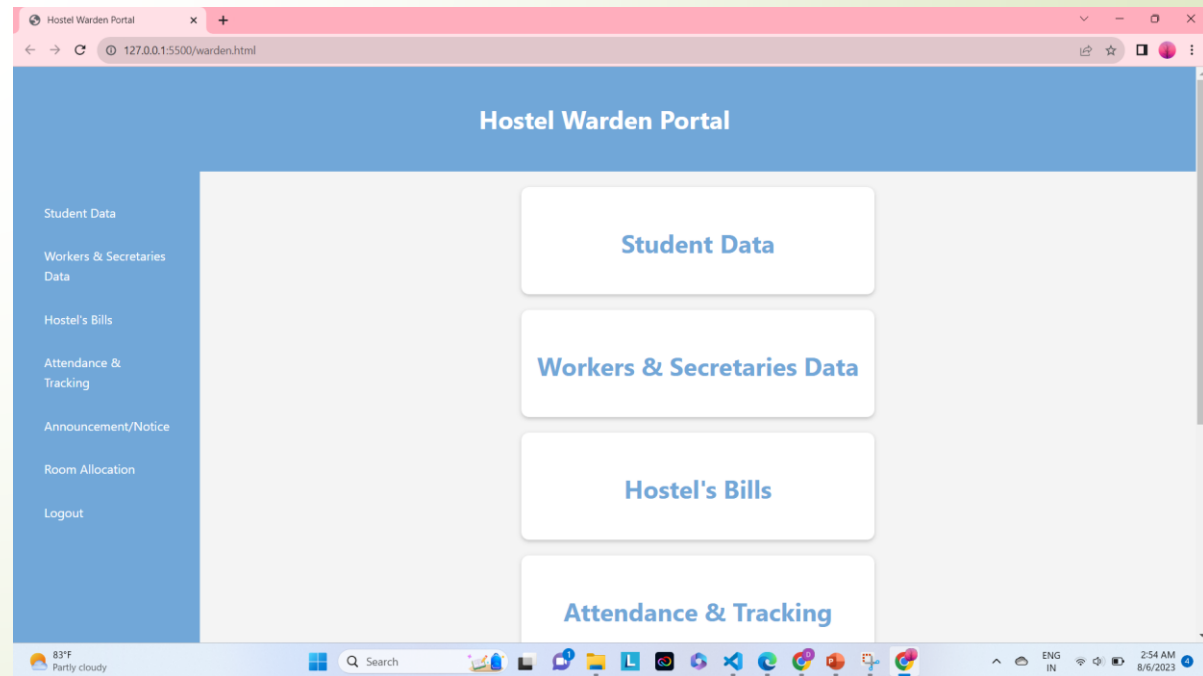 Hostel Warden Portal
127.0.0.1:5500/warden.html
Hostel Warden Portal
Student Data
Workers & Secretaries
Data
Hostel's Bills
Attendance &
Tracking
Announcement/Notice
Room Allocation
Logout
Student Data
Workers & Secretaries Data
Hostel's Bills
Attendance & Tracking
83°F
Partly cloudy
Search
1
L
D
ENG
IN
2:54 AM
8/6/2023
4